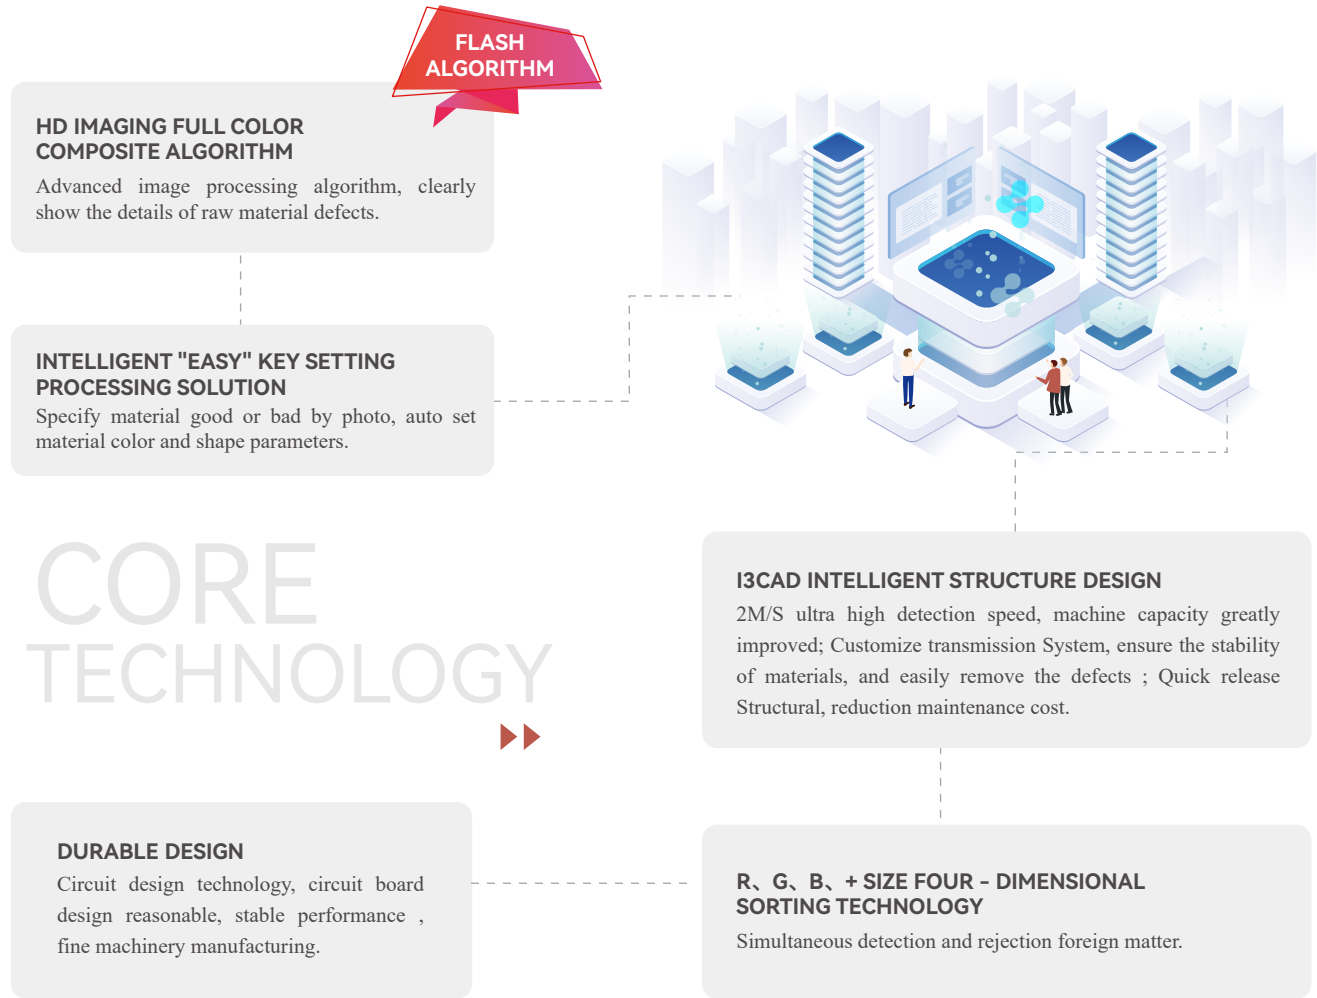 FLASH
ALGORITHM
HD IMAGING FULL COLOR
COMPOSITE ALGORITHM
Advanced image processing algorithm, clearly
show the details of raw material defects.
INTELLIGENT "EASY" KEY SETTING
PROCESSING SOLUTION
Specify material good or bad by photo, auto set
material color and shape parameters.
CORE
TECHNOLOGY
I3CAD INTELLIGENT STRUCTURE DESIGN
2M/S ultra high detection speed, machine capacity greatly
improved; Customize transmission System, ensure the stability
of materials, and easily remove the defects ; Quick release
Structural, reduction maintenance cost.
DURABLE DESIGN
Circuit design technology, circuit board
design reasonable, stable performance ,
fine machinery manufacturing.
R、G、B、+ SIZE FOUR - DIMENSIONAL
SORTING TECHNOLOGY
Simultaneous detection and rejection foreign matter.